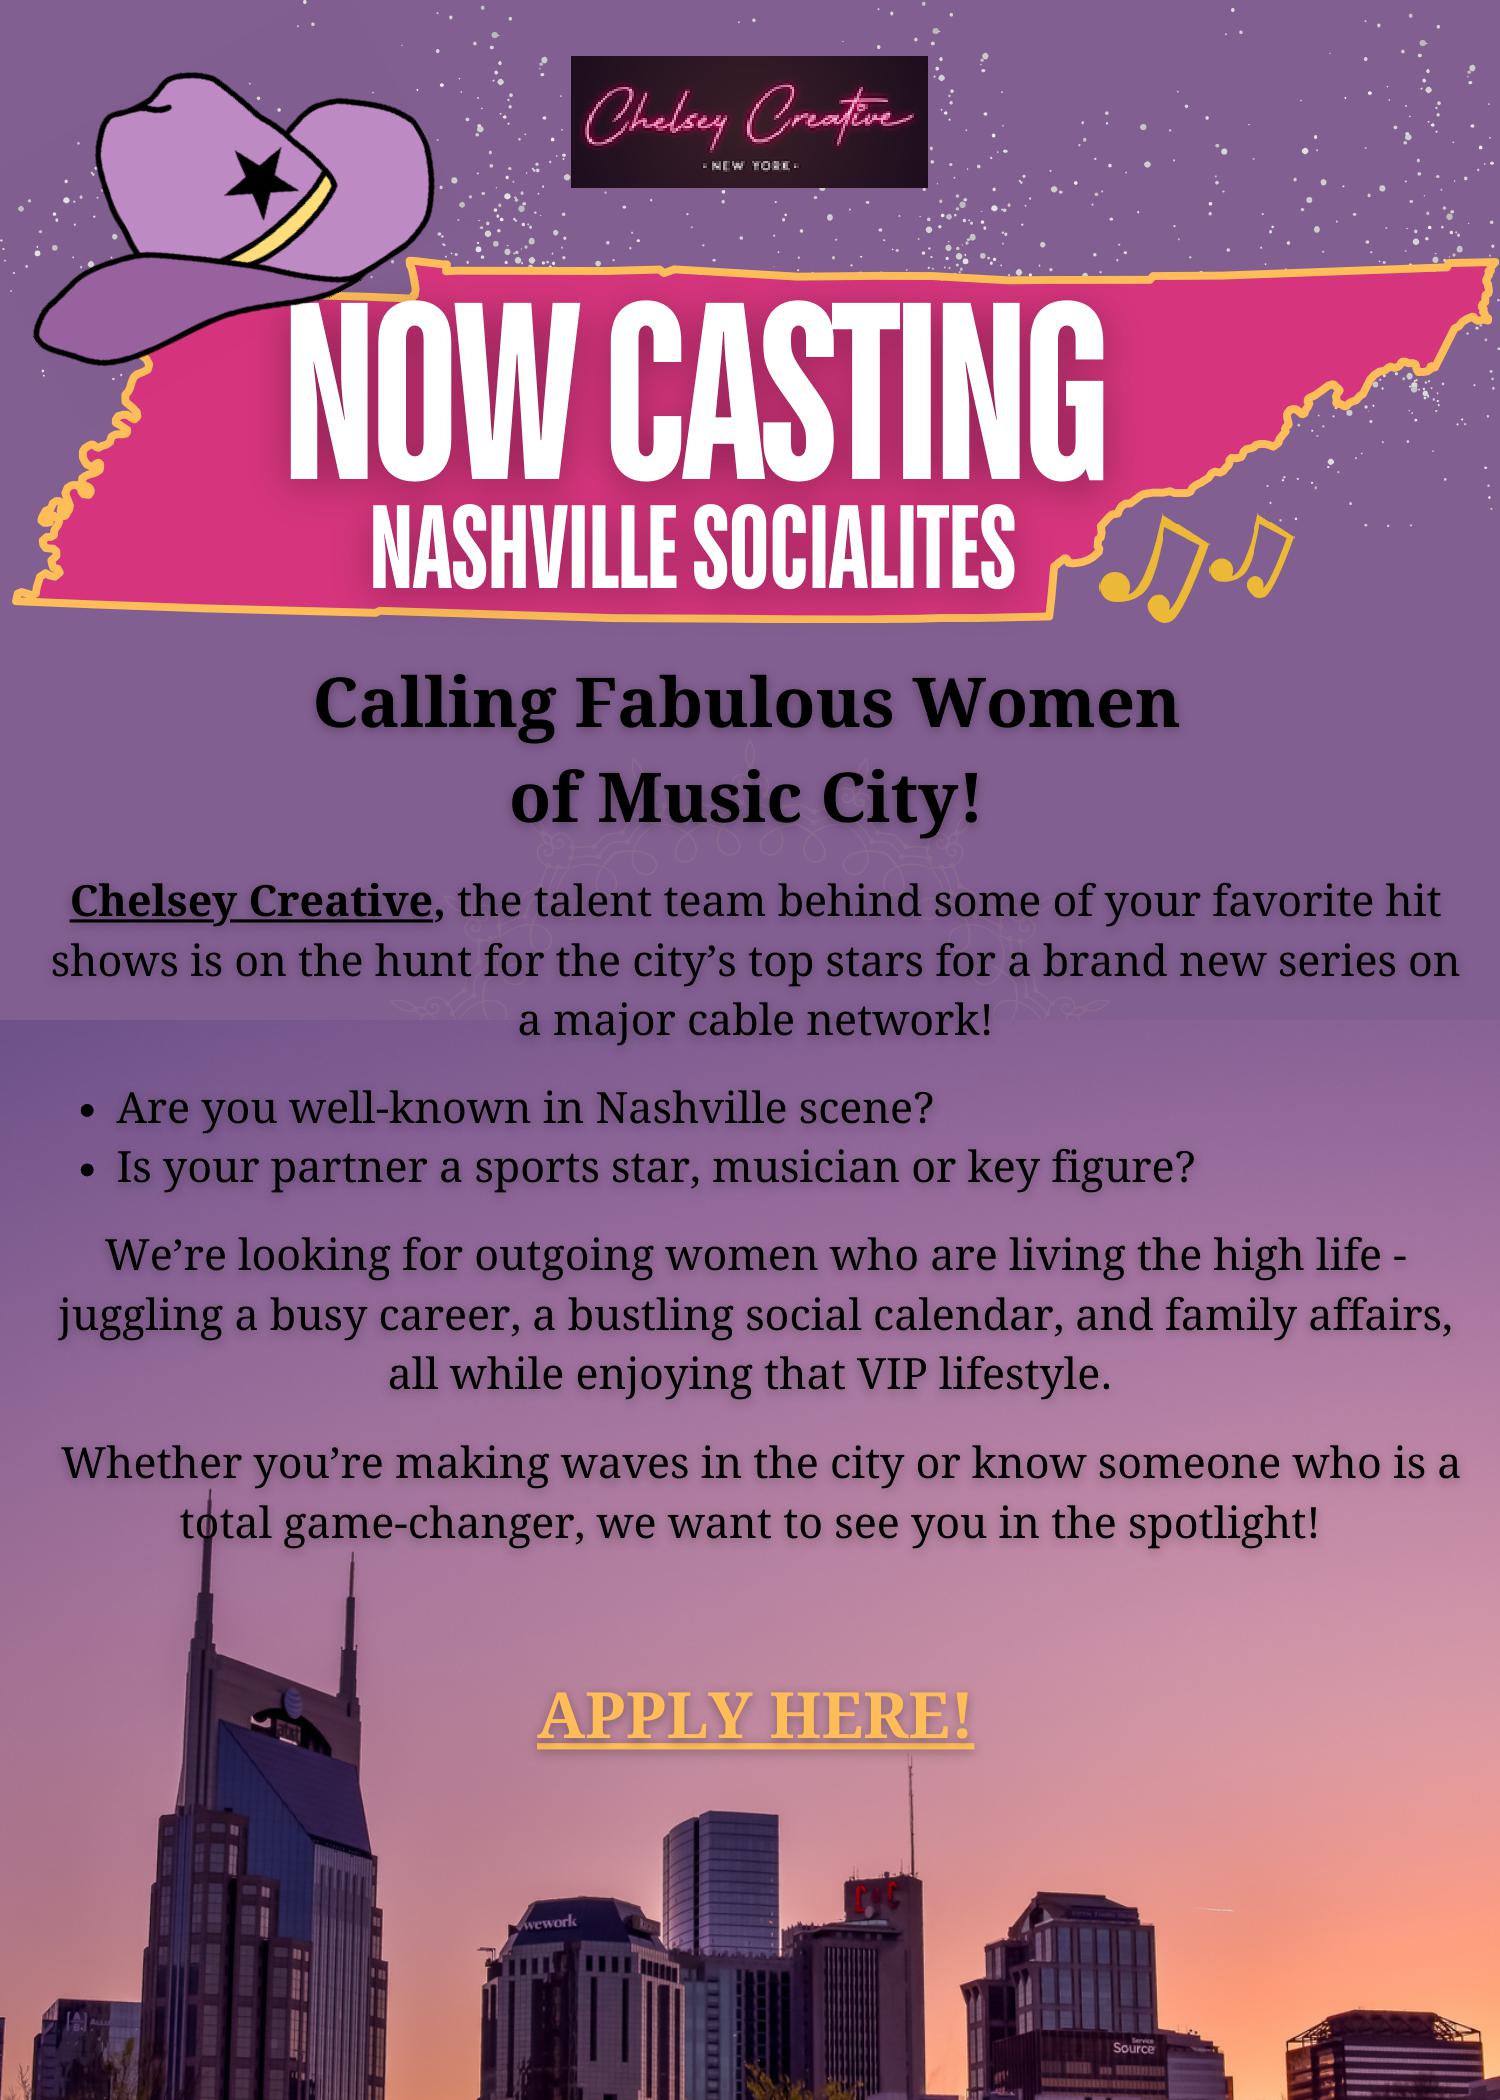 Chelsey Creative
- NEW YORK -
NOW CASTING
NASHVILLE SOCIALITES
Calling Fabulous Women
of Music City!
Chelsey Creative, the talent team behind some of your favorite hit
shows is on the hunt for the city’s top stars for a brand new series on
a major cable network!
• Are you well-known in Nashville scene?
• Is your partner a sports star, musician or key figure?
We’re looking for outgoing women who are living the high life -
juggling a busy career, a bustling social calendar, and family affairs,
all while enjoying that VIP lifestyle.
Whether you’re making waves in the city or know someone who is a
total game-changer, we want to see you in the spotlight!
APPLY HERE!
at&t
wework
Service
Source